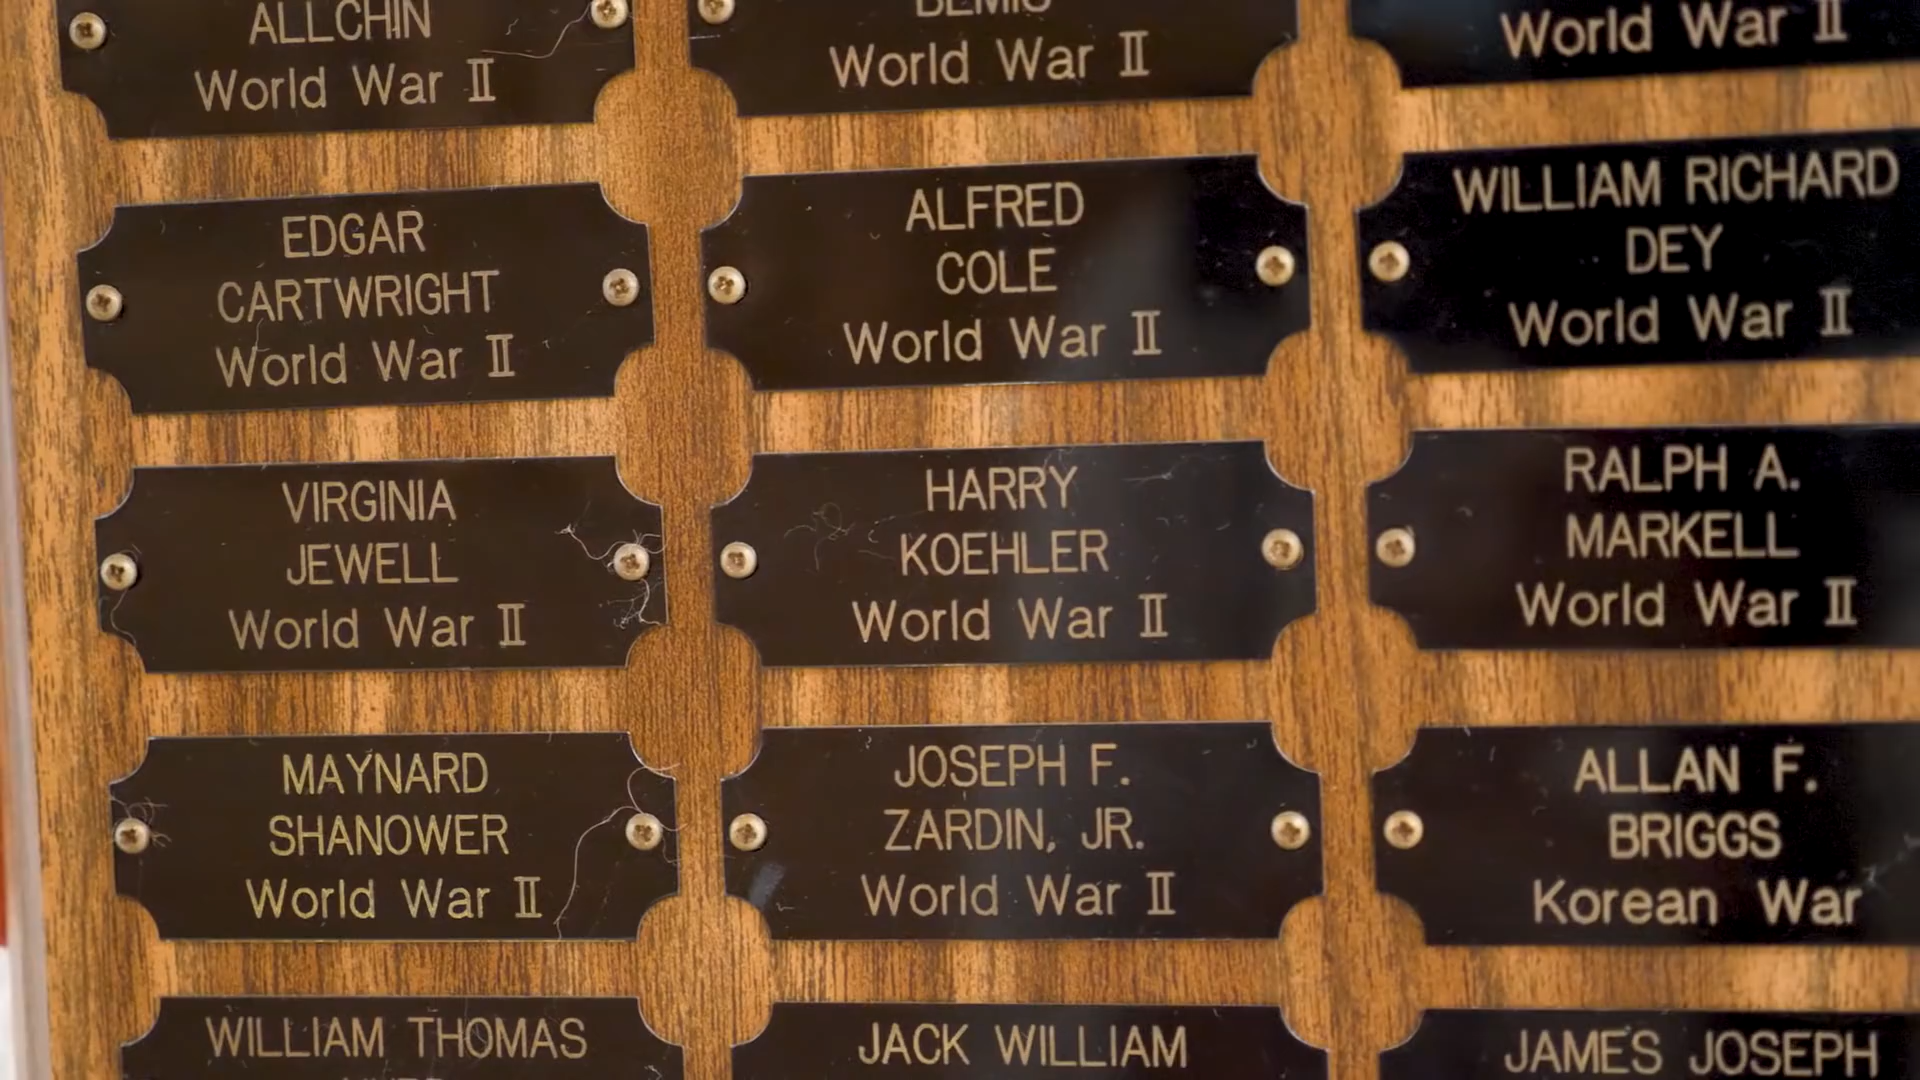 ALLCHIN
World War II
BEMIS
World War II
World War II
EDGAR
CARTWRIGHT
World War II
ALFRED
COLE
World War II
WILLIAM RICHARD
DEY
World War II
VIRGINIA
JEWELL
World War II
HARRY
KOEHLER
World War II
RALPH A.
MARKELL
World War II
MAYNARD
SHANOWER
World War II
JOSEPH F.
ZARDIN, JR.
World War II
ALLAN F.
BRIGGS
Korean War
WILLIAM THOMAS
JACK WILLIAM
JAMES JOSEPH